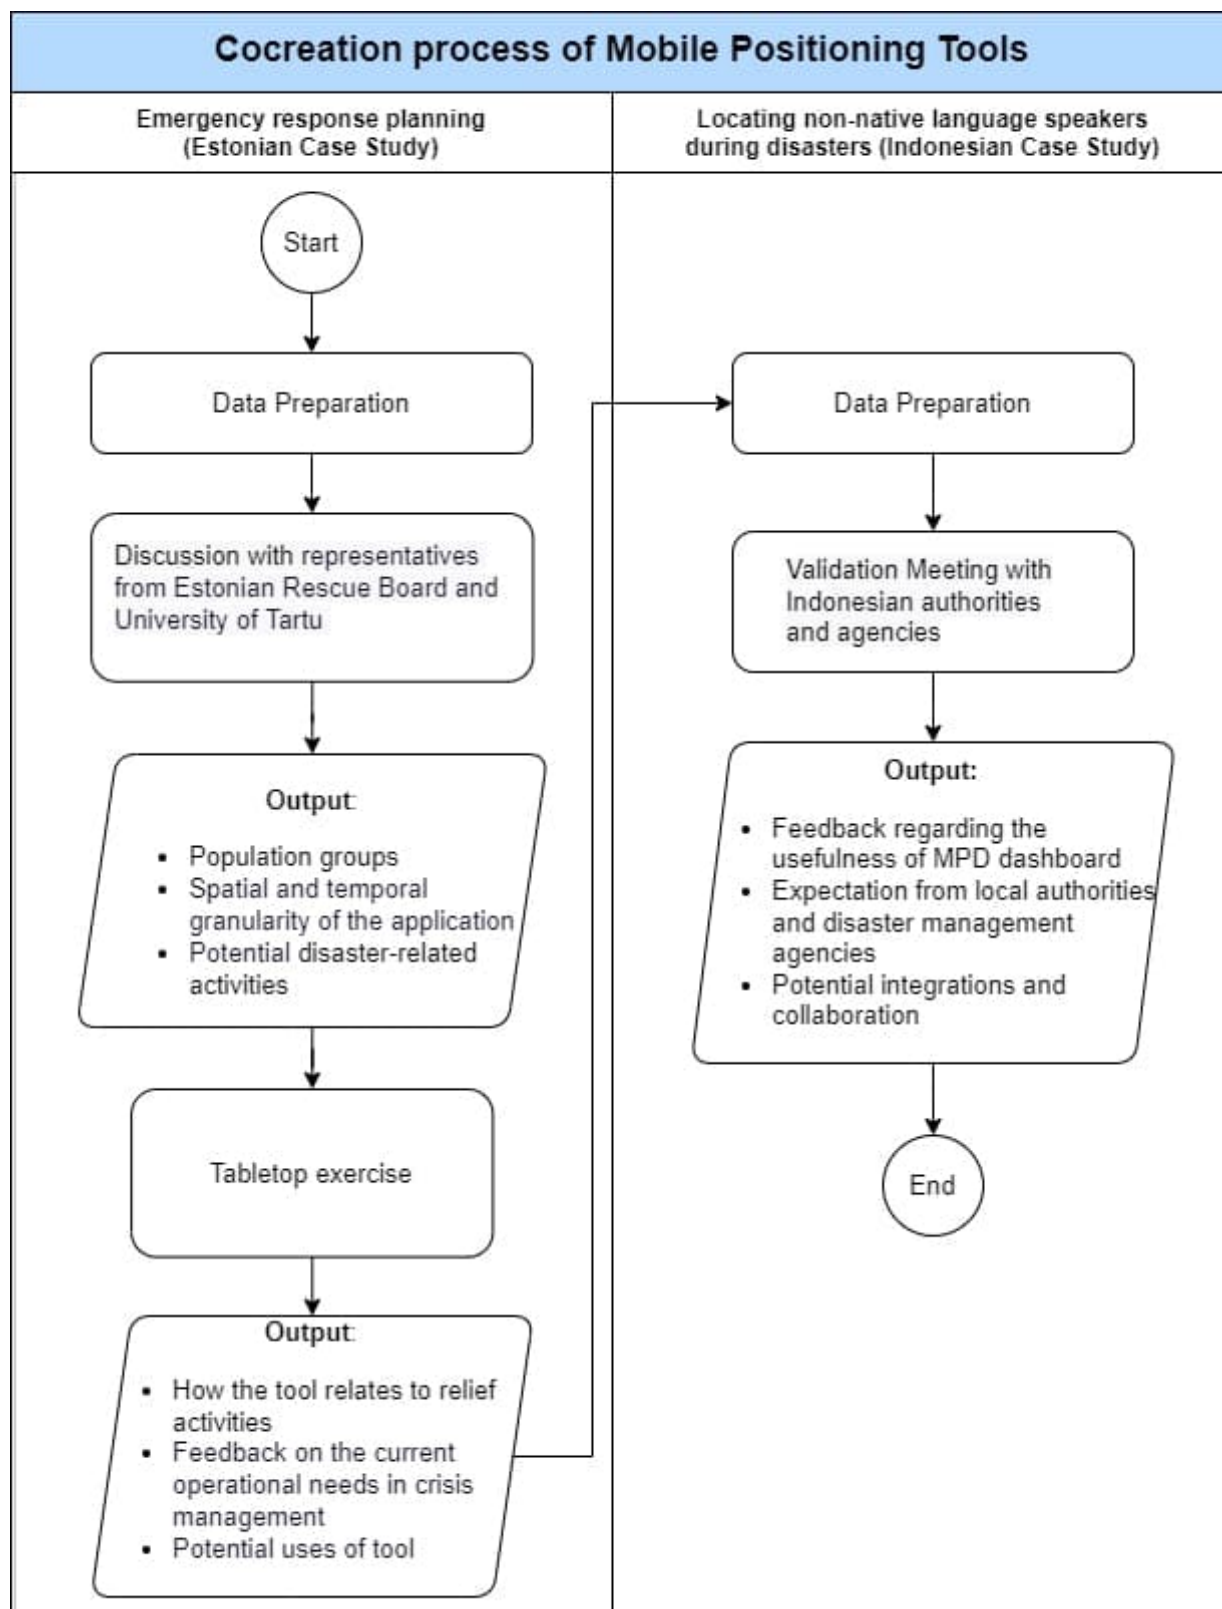 Cocreation process of Mobile Positioning Tools
Emergency response planning
(Estonian Case Study)
Locating non-native language speakers
during disasters (Indonesian Case Study)
Start
Data Preparation
Discussion with representatives
from Estonian Rescue Board and
University of Tartu
Output:
• Population groups
• Spatial and temporal
granularity of the application
• Potential disaster-related
activities
Tabletop exercise
Output:
• How the tool relates to relief
activities
• Feedback on the current
operational needs in crisis
management
• Potential uses of tool
Data Preparation
Validation Meeting with
Indonesian authorities
and agencies
Output:
• Feedback regarding the
usefulness of MPD dashboard
• Expectation from local authorities
and disaster management
agencies
• Potential integrations and
collaboration
End